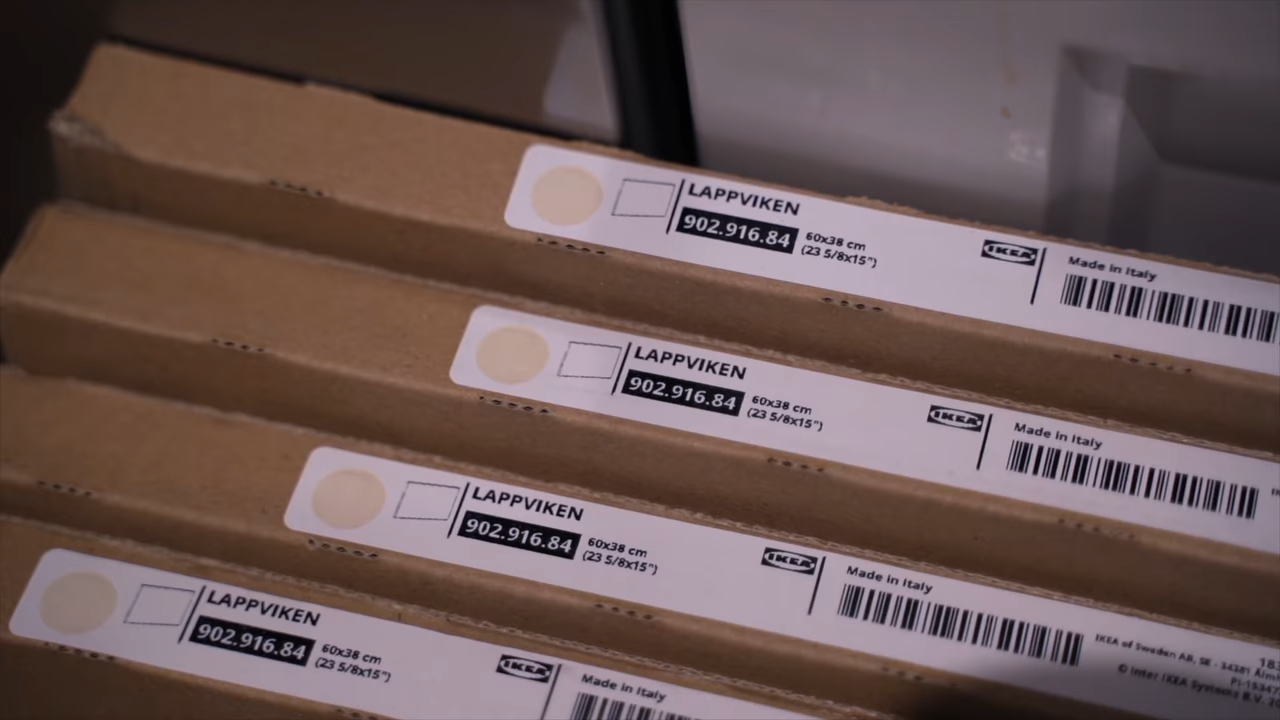 LAPPVIKEN
902.916.84
60x38 cm
(23 5/8x15")
IKEA
Made in Italy
LAPPVIKEN
902.916.84
60x38 cm
(23 5/8x15")
IKEA
Made in Italy
LAPPVIKEN
902.916.84
60x38 cm
(23 5/8x15")
IKEA
Made in Italy
IKEA of Sweden AB, SE - 34381 Älmh
© Inter IKEA Systems B.V.
LAPPVIKEN
902.916.84
60x38 cm
(23 5/8x15")
IKEA
Made in Italy